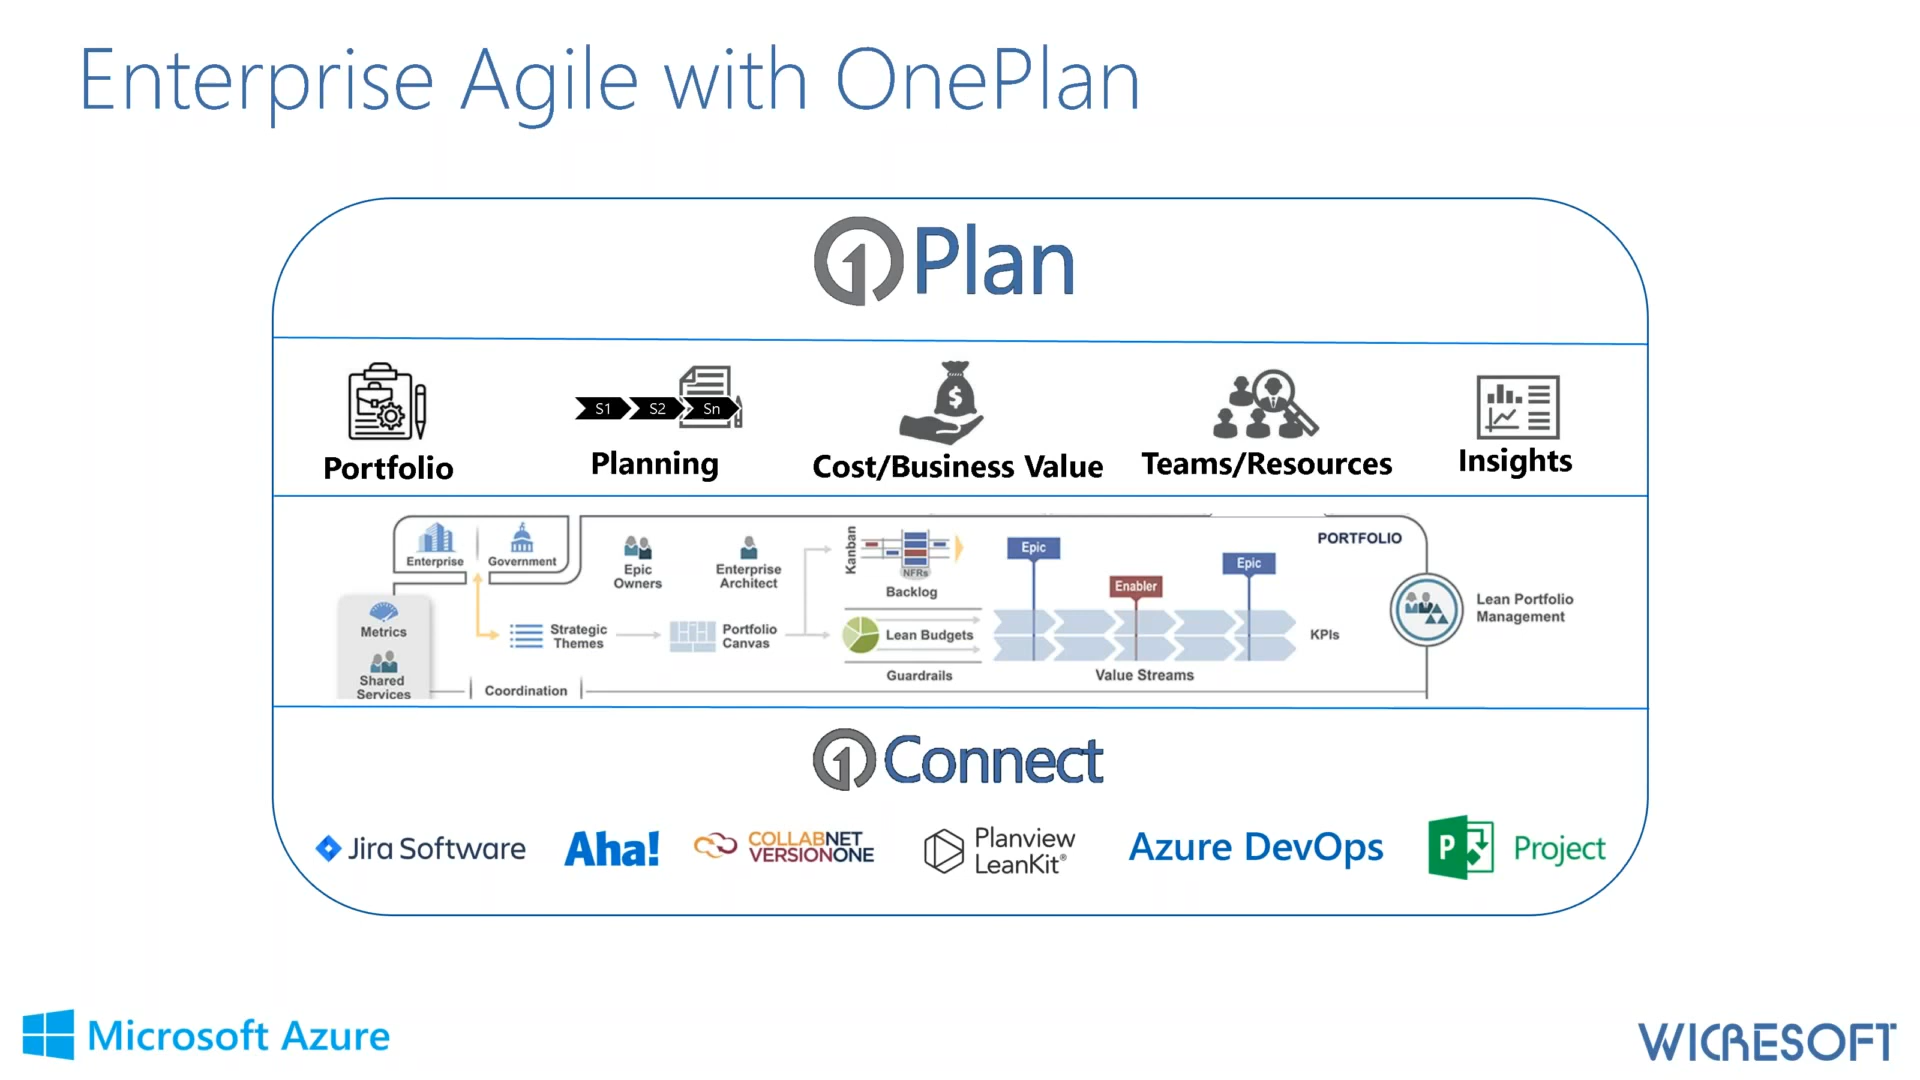 Enterprise Agile with OnePlan
1Plan
S1 S2 Sn
Portfolio
Planning
Cost/Business Value
Teams/Resources
Insights
Enterprise
Government
Metrics
Shared
Services
Coordination
Strategic
Themes
Epic
Owners
Enterprise
Architect
Portfolio
Canvas
Kanban
NFRs
Backlog
Lean Budgets
Guardrails
Epic
Enabler
Epic
Value Streams
KPIs
PORTFOLIO
Lean Portfolio
Management
1Connect
Jira Software
Aha!
COLLABNET
VERSIONONE
Planview
LeanKit®
Azure DevOps
P Project
Microsoft Azure
WICRESOFT